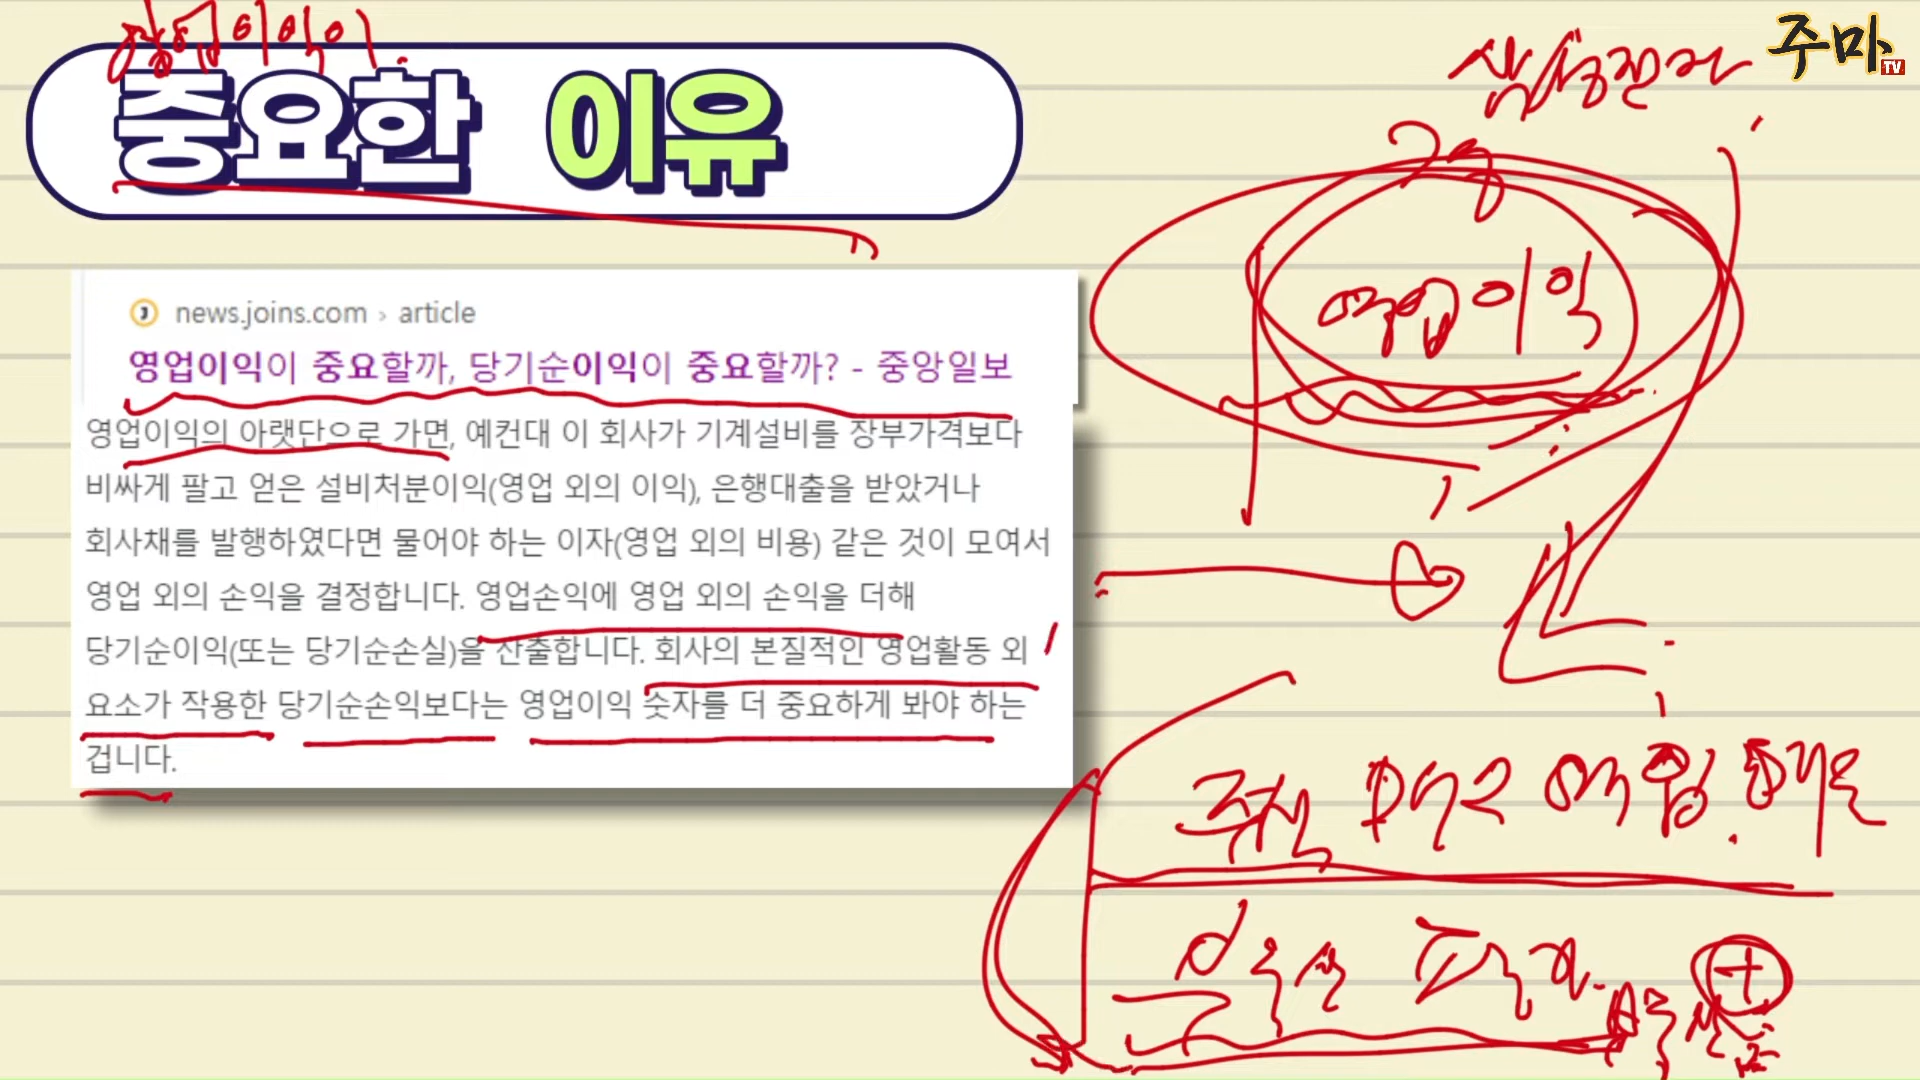 영업이익이
중요한 이유
삼성전자
주마
TV
news.joins.com › article
영업이익이 중요할까, 당기순이익이 중요할까? - 중앙일보
영업이익의 아랫단으로 가면, 예컨대 이 회사가 기계설비를 장부가격보다
비싸게 팔고 얻은 설비처분이익(영업 외의 이익), 은행대출을 받았거나
회사채를 발행하였다면 물어야 하는 이자(영업 외의 비용) 같은 것이 모여서
영업 외의 손익을 결정합니다. 영업손익에 영업 외의 손익을 더해
당기순이익(또는 당기순손실)을 산출합니다. 회사의 본질적인 영업활동 외
요소가 작용한 당기순손익보다는 영업이익 숫자를 더 중요하게 봐야 하는
겁니다.
영업이익